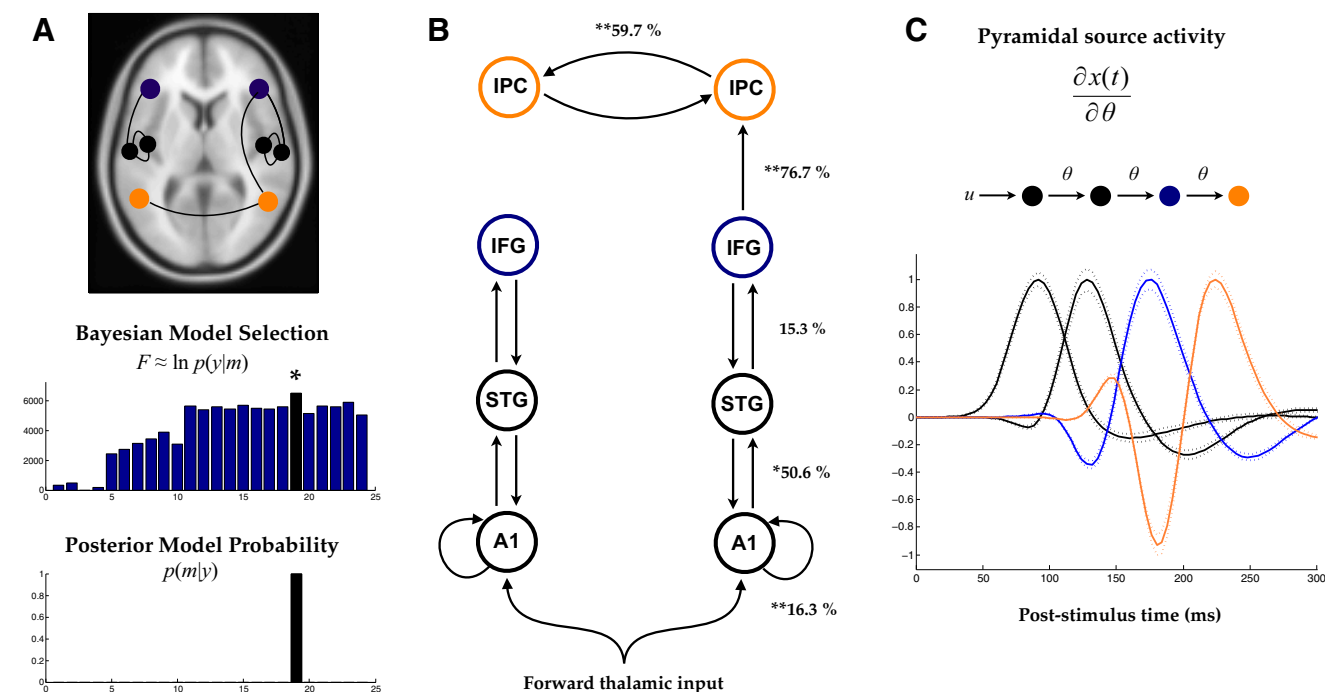 A
Bayesian Model Selection
F ≈ ln p(y|m)
*
6000
4000
2000
0
0 5 10 15 20 25
Posterior Model Probability
p(m|y)
1
0.8
0.6
0.4
0.2
0
0 5 10 15 20 25
B
**59.7 %
IPC IPC
**76.7 %
IFG IFG
15.3 %
STG STG
*50.6 %
A1 A1
**16.3 %
Forward thalamic input
C
Pyramidal source activity
∂x(t)
∂θ
θ θ θ
u
1
0.8
0.6
0.4
0.2
0
−0.2
−0.4
−0.6
−0.8
−1
0 50 100 150 200 250 300
Post-stimulus time (ms)